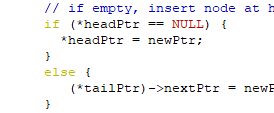 // if empty, insert node at h
if (*headPtr == NULL) {
*headPtr = newPtr;
}
else {
(*tailPtr)->nextPtr = newP
}